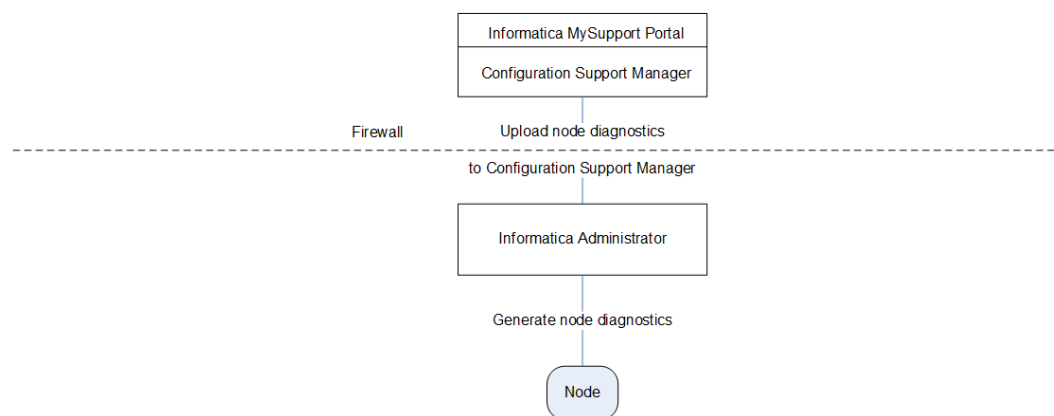 Informatica MySupport Portal
Configuration Support Manager
Firewall
Upload node diagnostics
to Configuration Support Manager
Informatica Administrator
Generate node diagnostics
Node